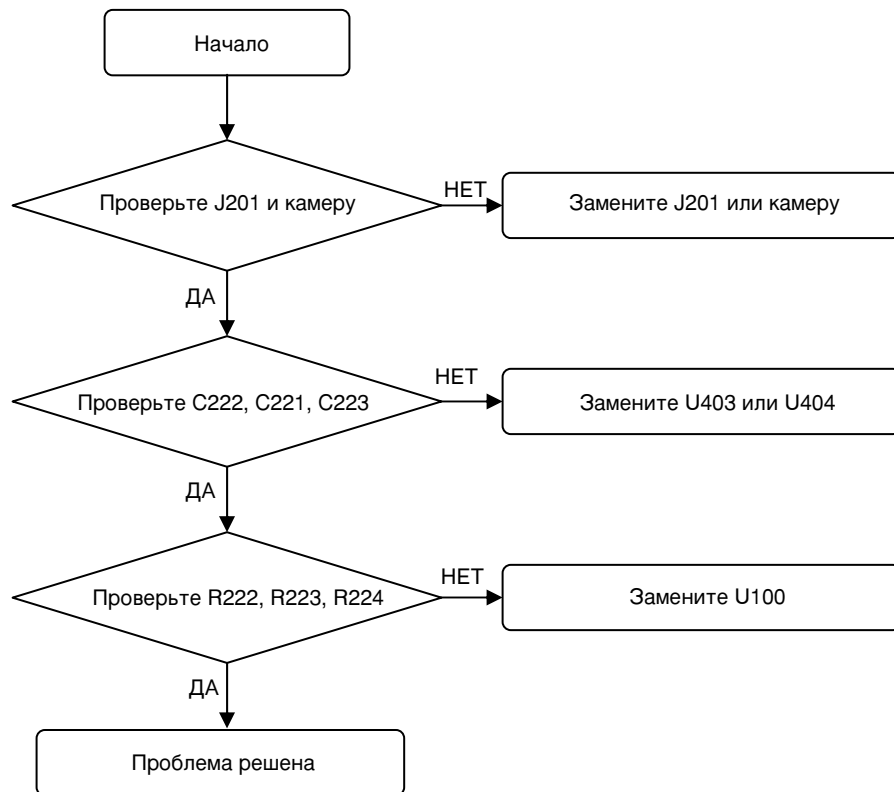 Начало
Проверьте J201 и камеру
НЕТ
Замените J201 или камеру
ДА
Проверьте C222, C221, C223
НЕТ
Замените U403 или U404
ДА
Проверьте R222, R223, R224
НЕТ
Замените U100
ДА
Проблема решена